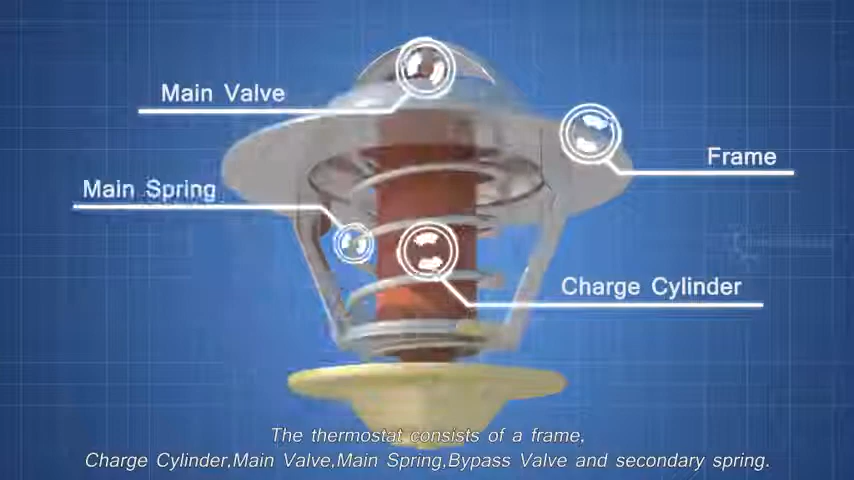 Main Valve
Frame
Main Spring
Charge Cylinder
The thermostat consists of a frame,
Charge Cylinder,Main Valve,Main Spring,Bypass Valve and secondary spring.